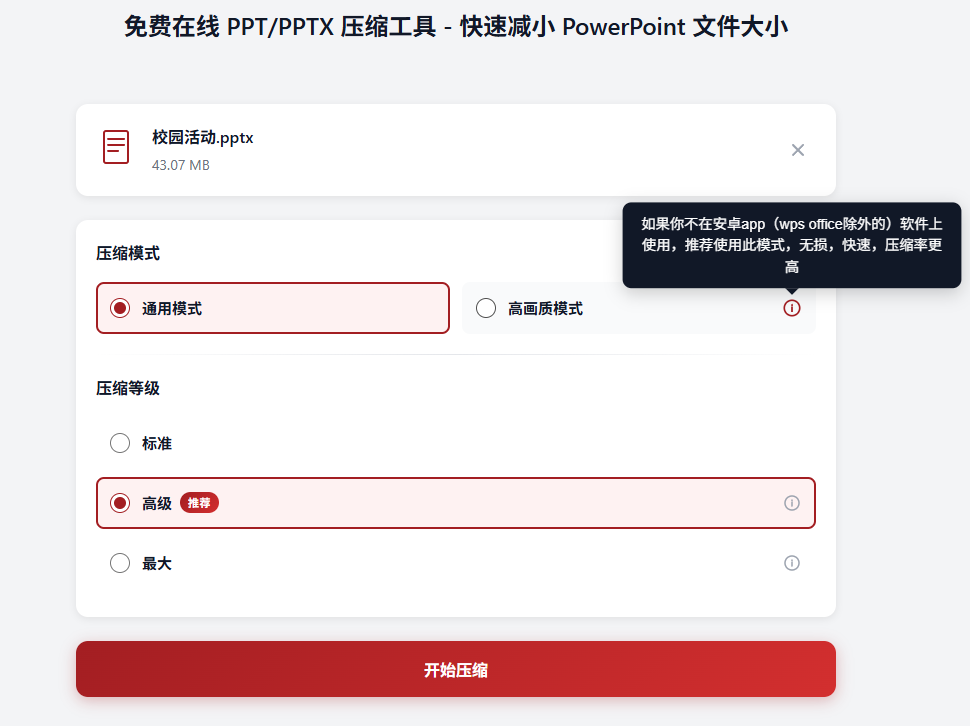 免费在线 PPT/PPTX 压缩工具 - 快速减小 PowerPoint 文件大小
校园活动.pptx
43.07 MB
如果你不在安卓app（wps office除外的）软件上
使用，推荐使用此模式，无损，快速，压缩率更
高
压缩模式
通用模式
高画质模式
压缩等级
标准
高级 推荐
最大
开始压缩